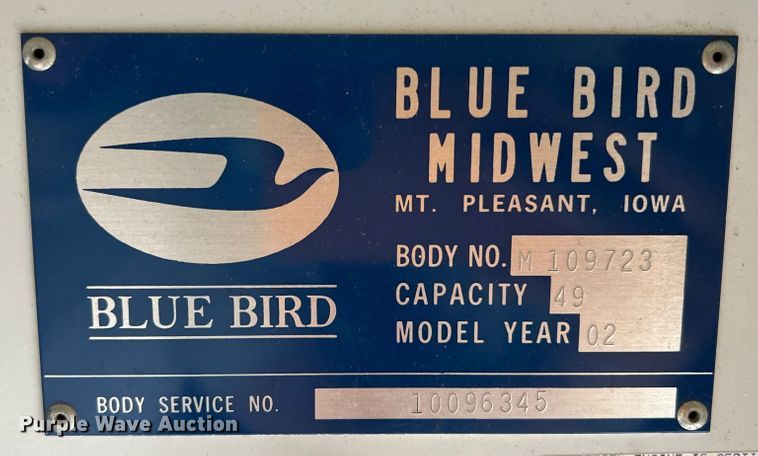 BLUE BIRD
MIDWEST
MT. PLEASANT, IOWA
BODY NO. M 109723
CAPACITY 49
MODEL YEAR 02
BLUE BIRD
BODY SERVICE NO. 10096345
Purple Wave Auction